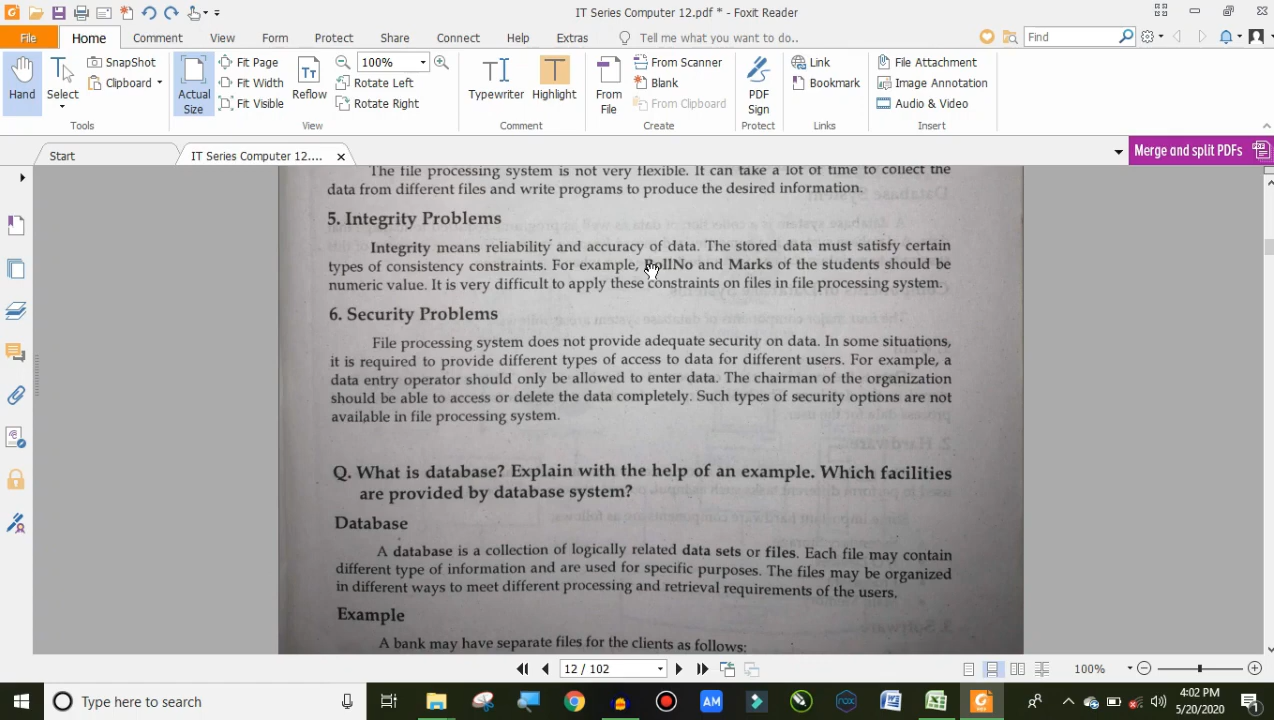 IT Series Computer 12.pdf * - Foxit Reader
File Home Comment View Form Protect Share Connect Help Extras Tell me what you want to do.. Find
Hand
Select
SnapShot
Clipboard
Tools
Actual Size
Fit Page
Fit Width
Fit Visible
Reflow
100%
Rotate Left
Rotate Right
View
Typewriter
Highlight
Comment
From File
From Scanner
Blank
From Clipboard
Create
PDF Sign
Protect
Link
Bookmark
Links
File Attachment
Image Annotation
Audio & Video
Insert
Start
IT Series Computer 12....
Merge and split PDFs
The file processing system is not very flexible. It can take a lot of time to collect the
data from different files and write programs to produce the desired information.
5. Integrity Problems
Integrity means reliability and accuracy of data. The stored data must satisfy certain
types of consistency constraints. For example, RollNo and Marks of the students should be
numeric value. It is very difficult to apply these constraints on files in file processing system.
6. Security Problems
File processing system does not provide adequate security on data. In some situations,
it is required to provide different types of access to data for different users. For example, a
data entry operator should only be allowed to enter data. The chairman of the organization
should be able to access or delete the data completely. Such types of security options are not
available in file processing system.
Q. What is database? Explain with the help of an example. Which facilities
are provided by database system?
Database
A database is a collection of logically related data sets or files. Each file may contain
different type of information and are used for specific purposes. The files may be organized
in different ways to meet different processing and retrieval requirements of the users.
Example
A bank may have separate files for the clients as follows:
12 / 102
100%
Type here to search
AM
nox
4:02 PM
5/20/2020
1